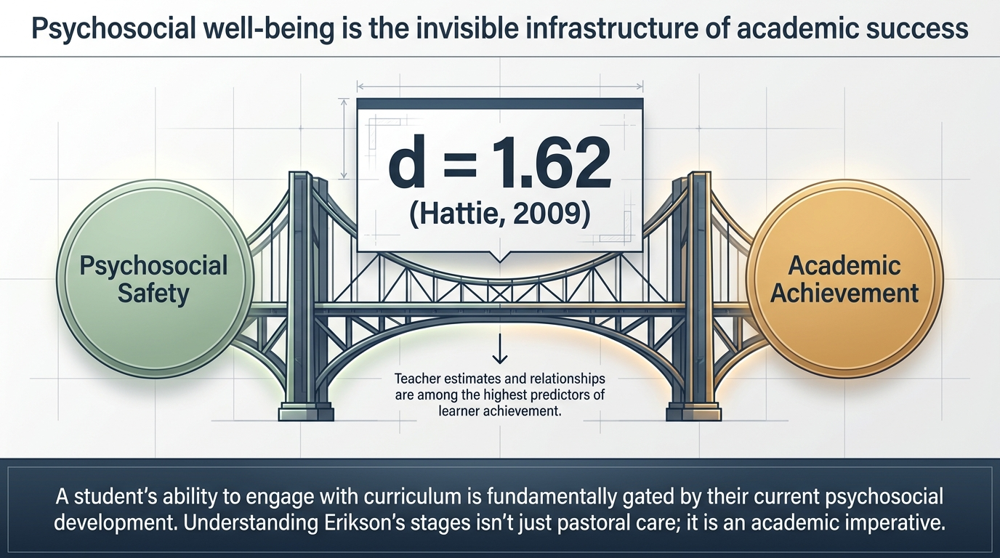 Psychosocial well-being is the invisible infrastructure of academic success
d = 1.62
(Hattie, 2009)
Psychosocial
Safety
Academic
Achievement
Teacher estimates and relationships
are among the highest predictors of
learner achievement.
A student's ability to engage with curriculum is fundamentally gated by their current psychosocial
development. Understanding Erikson's stages isn't just pastoral care; it is an academic imperative.